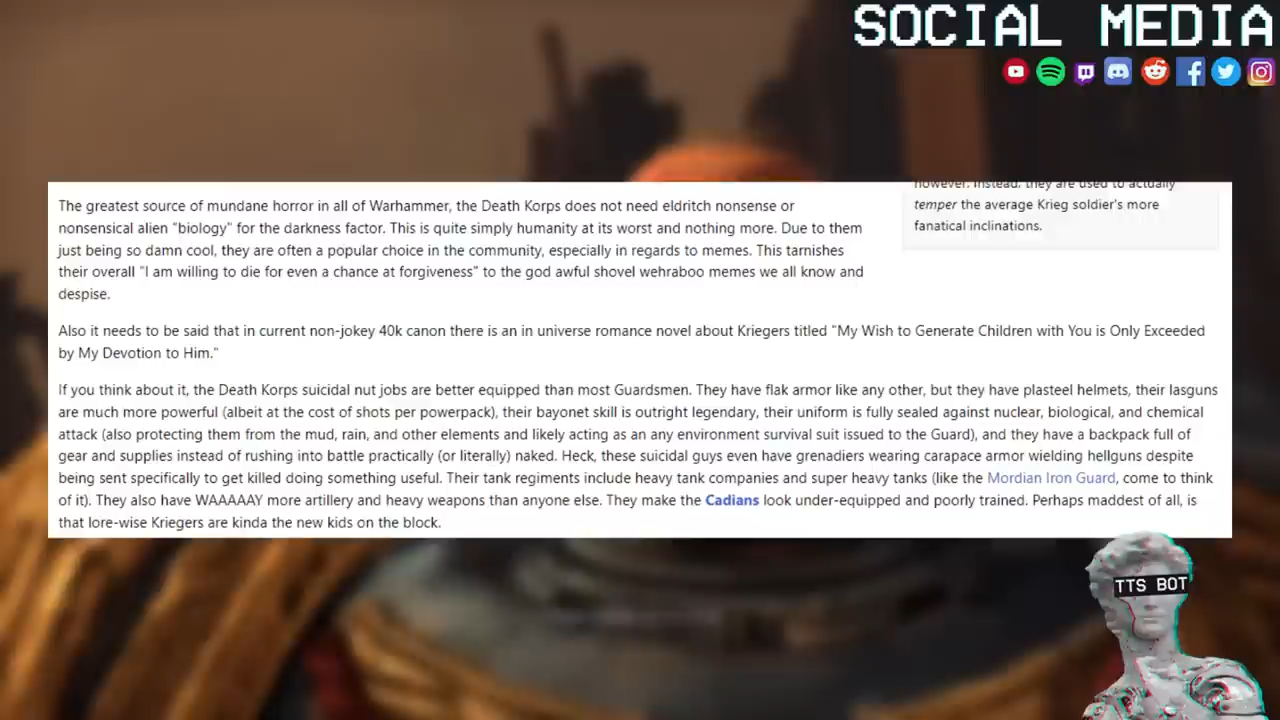 SOCIAL MEDIA
however. Instead, they are used to actually
temper the average Krieg soldier's more
fanatical inclinations.
The greatest source of mundane horror in all of Warhammer, the Death Korps does not need eldritch nonsense or
nonsensical alien "biology" for the darkness factor. This is quite simply humanity at its worst and nothing more. Due to them
just being so damn cool, they are often a popular choice in the community, especially in regards to memes. This tarnishes
their overall "I am willing to die for even a chance at forgiveness" to the god awful shovel wehraboo memes we all know and
despise.
Also it needs to be said that in current non-jokey 40k canon there is an in universe romance novel about Kriegers titled "My Wish to Generate Children with You is Only Exceeded
by My Devotion to Him."
If you think about it, the Death Korps suicidal nut jobs are better equipped than most Guardsmen. They have flak armor like any other, but they have plasteel helmets, their lasguns
are much more powerful (albeit at the cost of shots per powerpack), their bayonet skill is outright legendary, their uniform is fully sealed against nuclear, biological, and chemical
attack (also protecting them from the mud, rain, and other elements and likely acting as an any environment survival suit issued to the Guard), and they have a backpack full of
gear and supplies instead of rushing into battle practically (or literally) naked. Heck, these suicidal guys even have grenadiers wearing carapace armor wielding hellguns despite
being sent specifically to get killed doing something useful. Their tank regiments include heavy tank companies and super heavy tanks (like the Mordian Iron Guard, come to think
of it). They also have WAAAAAY more artillery and heavy weapons than anyone else. They make the Cadians look under-equipped and poorly trained. Perhaps maddest of all, is
that lore-wise Kriegers are kinda the new kids on the block.
TTS BOT